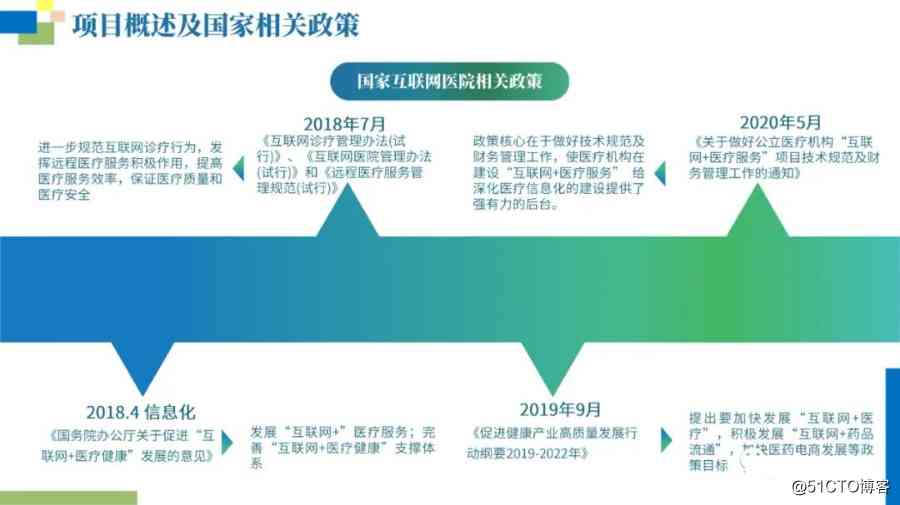 项目概述及国家相关政策
国家互联网医院相关政策
2018年7月
《互联网诊疗管理办法(试
行)》、《互联网医院管理办法
(试行)》和《远程医疗服务管
理规范(试行)》
进一步规范互联网诊疗行为，发
挥远程医疗服务积极作用，提高
医疗服务效率，保证医疗质量和
医疗安全
2020年5月
《关于做好公立医疗机构“互联
网+医疗服务”项目技术规范及财
务管理工作的通知》
政策核心在于做好技术规范及
财务管理工作，使医疗机构在
建设“互联网+医疗服务” 给
深化医疗信息化的建设提供了
强有力的后台。
2018.4 信息化
《国务院办公厅关于促进“互
联网+医疗健康”发展的意见》
发展“互联网+”医疗服务；完
善“互联网+医疗健康”支撑体
系
2019年9月
《促进健康产业高质量发展行
动纲要2019-2022年》
提出要加快发展“互联网+医
疗”，积极发展“互联网+药品
流通”，加快医药电商发展等政
策目标
@51CTO博客